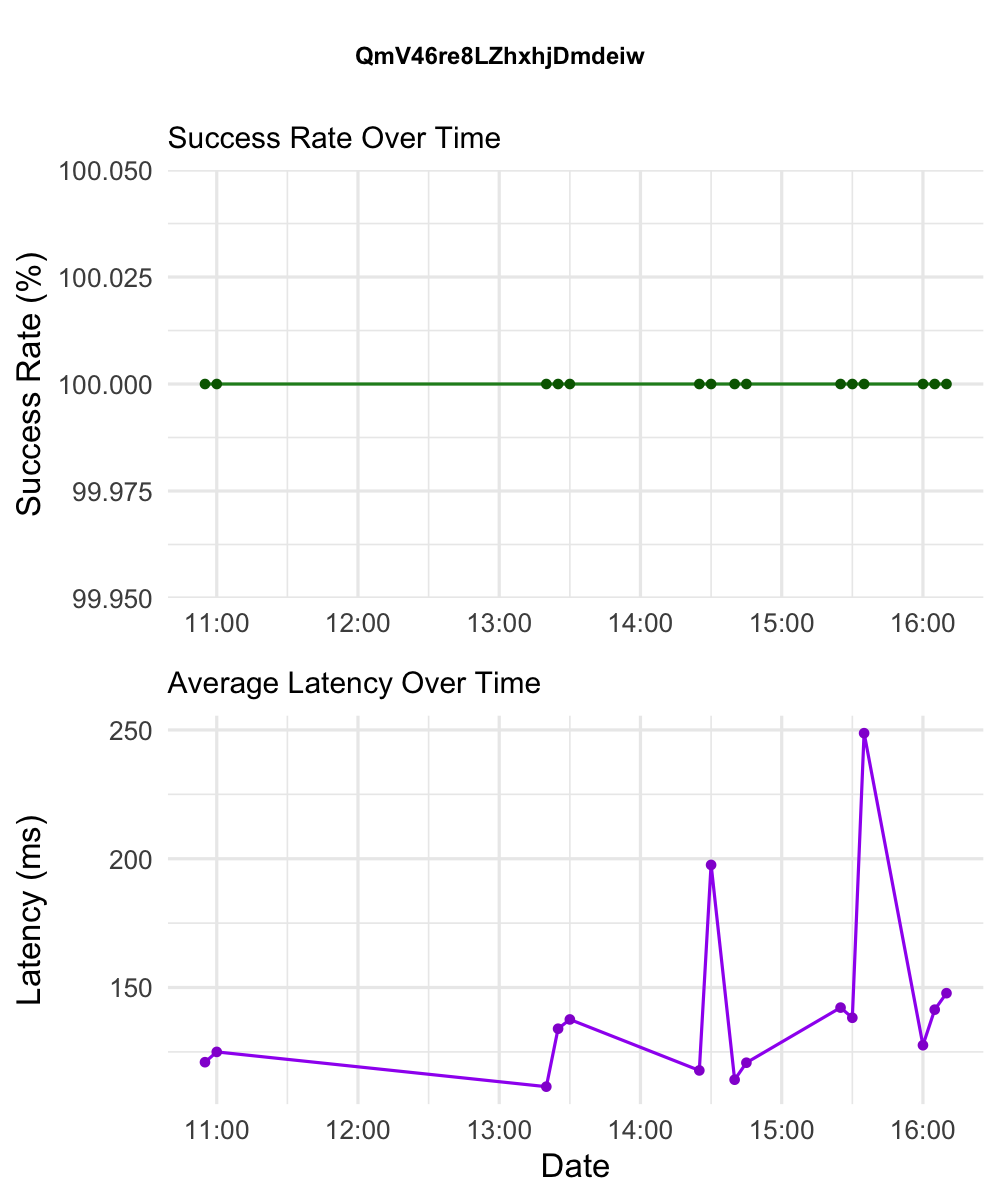 QmV46re8LZhxhjDmdeiw
Success Rate Over Time
Success Rate (%)
100.050
100.025
100.000
99.975
99.950
11:00 12:00 13:00 14:00 15:00 16:00
Average Latency Over Time
Latency (ms)
250
200
150
11:00 12:00 13:00 14:00 15:00 16:00
Date